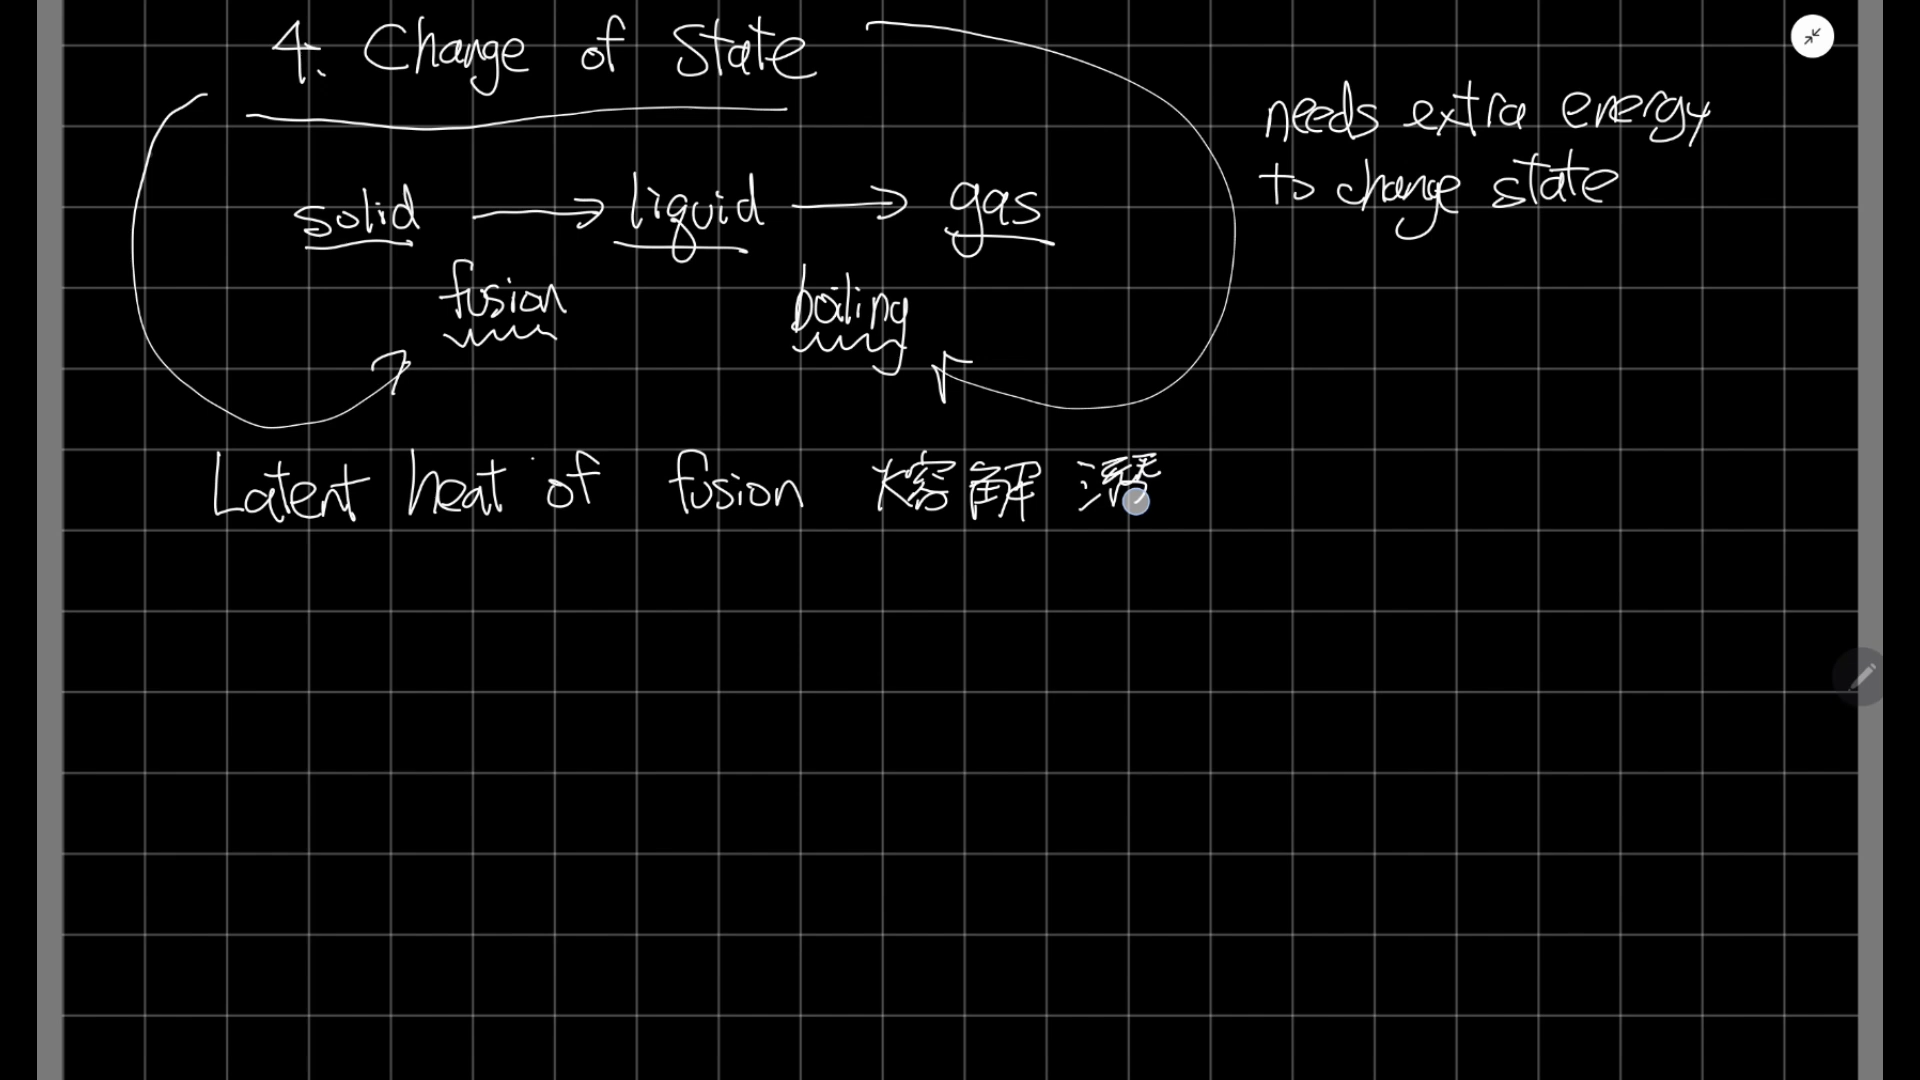 4. Change of State
needs extra energy
to change state
solid → liquid → gas
fusion boiling
Latent heat of fusion 熔解